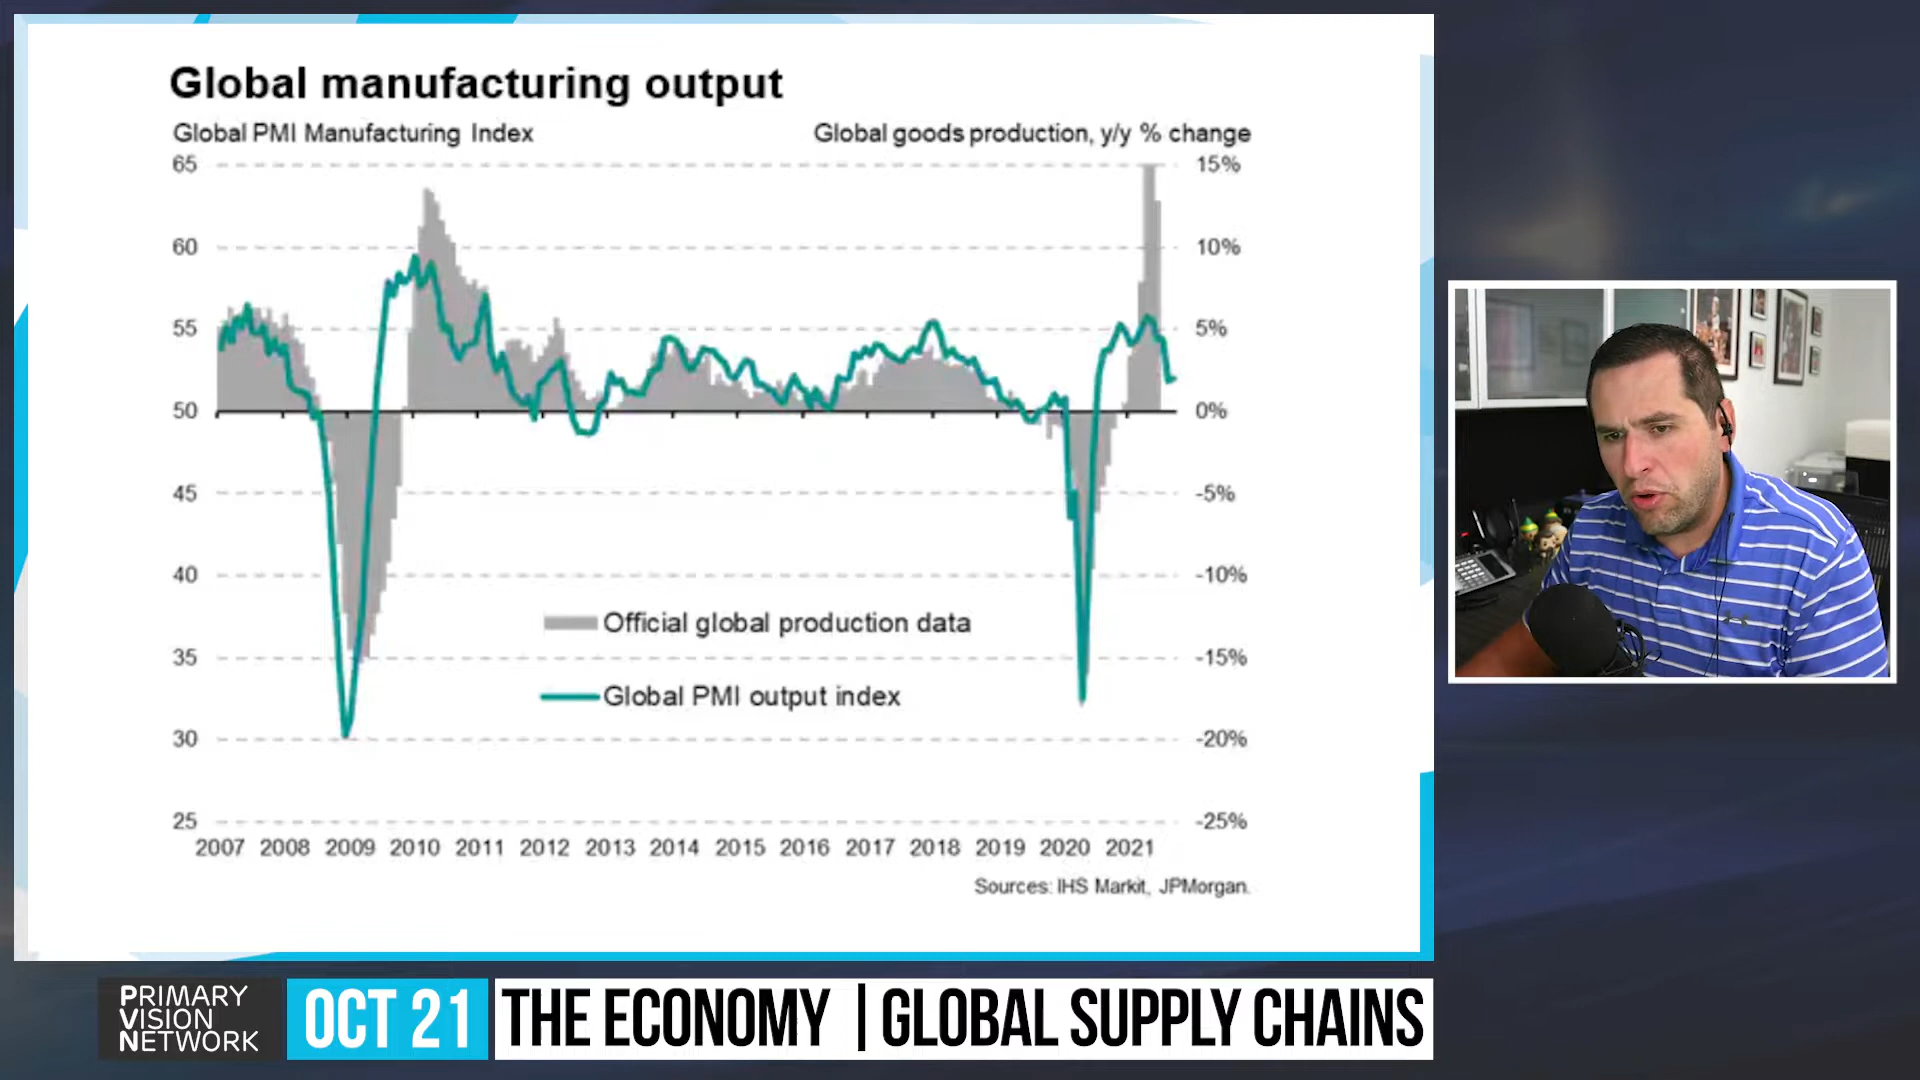 Global manufacturing output
Global PMI Manufacturing Index
Global goods production, y/y % change
65
60
55
50
45
40
35
30
25
15%
10%
5%
0%
-5%
-10%
-15%
-20%
-25%
Official global production data
Global PMI output index
2007 2008 2009 2010 2011 2012 2013 2014 2015 2016 2017 2018 2019 2020 2021
Sources: IHS Markit, JPMorgan.
PRIMARY
VISION
NETWORK
OCT 21
THE ECONOMY | GLOBAL SUPPLY CHAINS